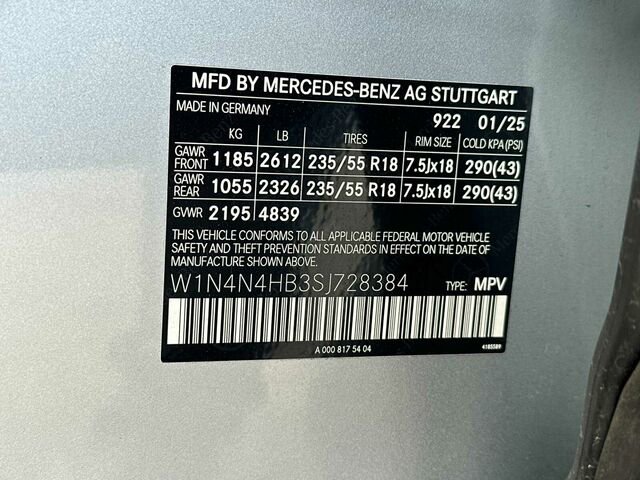 MFD BY MERCEDES-BENZ AG STUTTGART
MADE IN GERMANY 922 01/25
KG LB TIRES RIM SIZE COLD KPA(PSI)
GAWR FRONT 1185 2612 235/55 R18 7.5Jx18 290(43)
GAWR REAR 1055 2326 235/55 R18 7.5Jx18 290(43)
GVWR 2195 4839
THIS VEHICLE CONFORMS TO ALL APPLICABLE FEDERAL MOTOR VEHICLE
SAFETY AND THEFT PREVENTION STANDARDS IN EFFECT ON THE DATE OF
MANUFACTURE SHOWN ABOVE.
W1N4N4HB3SJ728384 TYPE: MPV
A 000 817 54 04 4185589